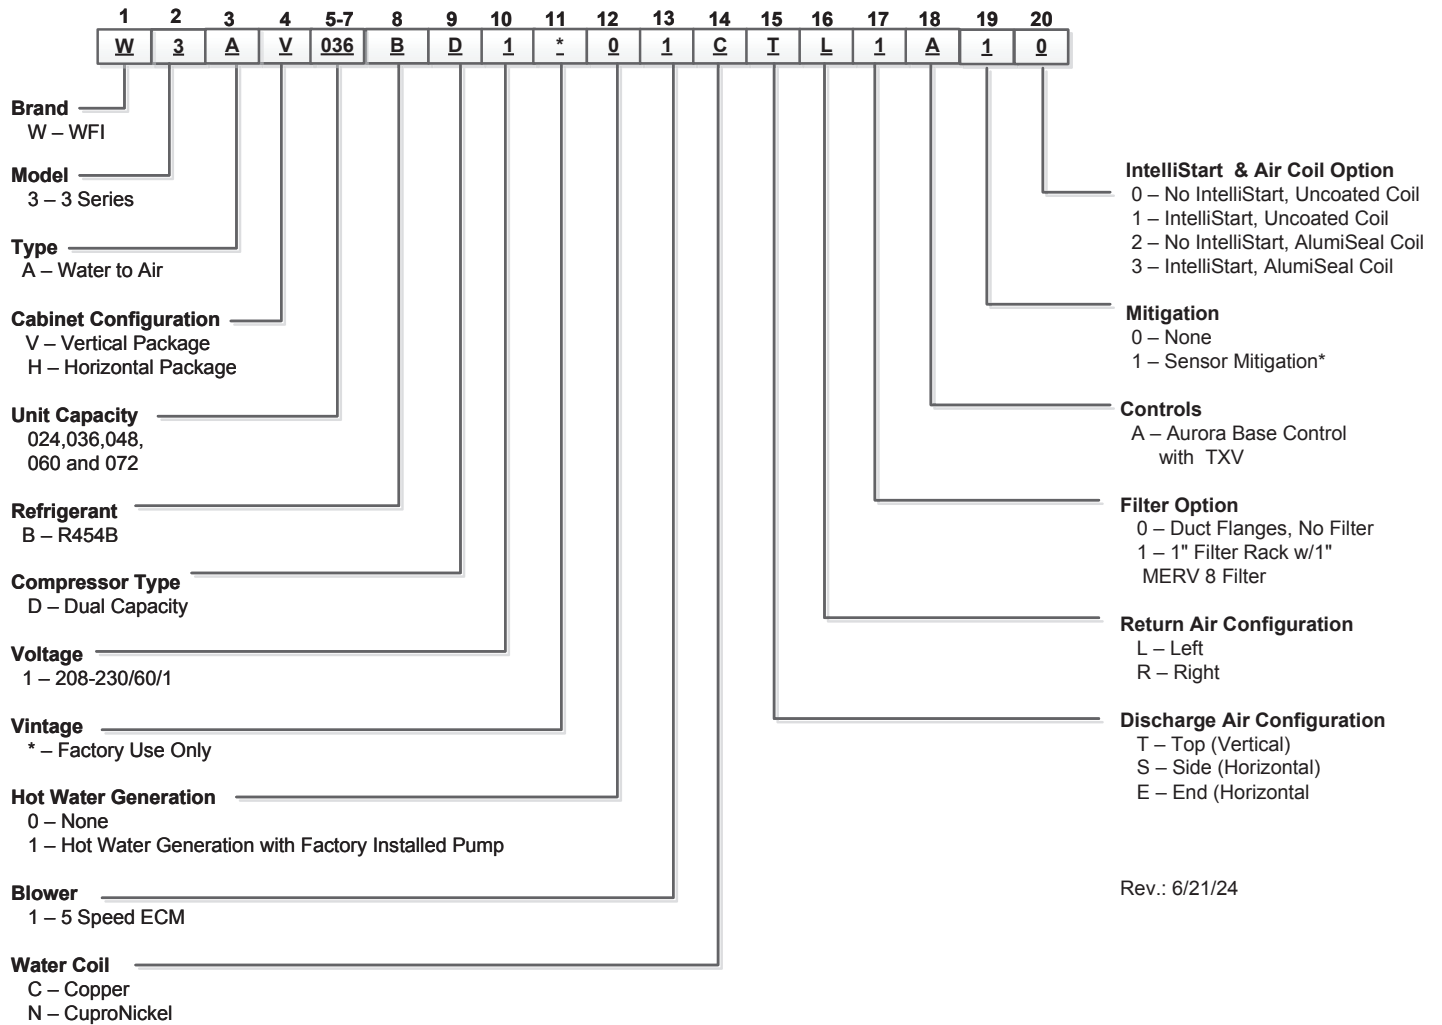 1 2 3 4 5-7 8 9 10 11 12 13 14 15 16 17 18 19 20
W 3 A V 036 B D 1 * 0 1 C T L 1 A 1 0
Brand
W – WFI
Model
3 – 3 Series
Type
A – Water to Air
Cabinet Configuration
V – Vertical Package
H – Horizontal Package
Unit Capacity
024,036,048,
060 and 072
Refrigerant
B – R454B
Compressor Type
D – Dual Capacity
Voltage
1 – 208-230/60/1
Vintage
* – Factory Use Only
Hot Water Generation
0 – None
1 – Hot Water Generation with Factory Installed Pump
Blower
1 – 5 Speed ECM
Water Coil
C – Copper
N – CuproNickel
IntelliStart & Air Coil Option
0 – No IntelliStart, Uncoated Coil
1 – IntelliStart, Uncoated Coil
2 – No IntelliStart, AlumiSeal Coil
3 – IntelliStart, AlumiSeal Coil
Mitigation
0 – None
1 – Sensor Mitigation*
Controls
A – Aurora Base Control
with TXV
Filter Option
0 – Duct Flanges, No Filter
1 – 1" Filter Rack w/1"
MERV 8 Filter
Return Air Configuration
L – Left
R – Right
Discharge Air Configuration
T – Top (Vertical)
S – Side (Horizontal)
E – End (Horizontal
Rev.: 6/21/24